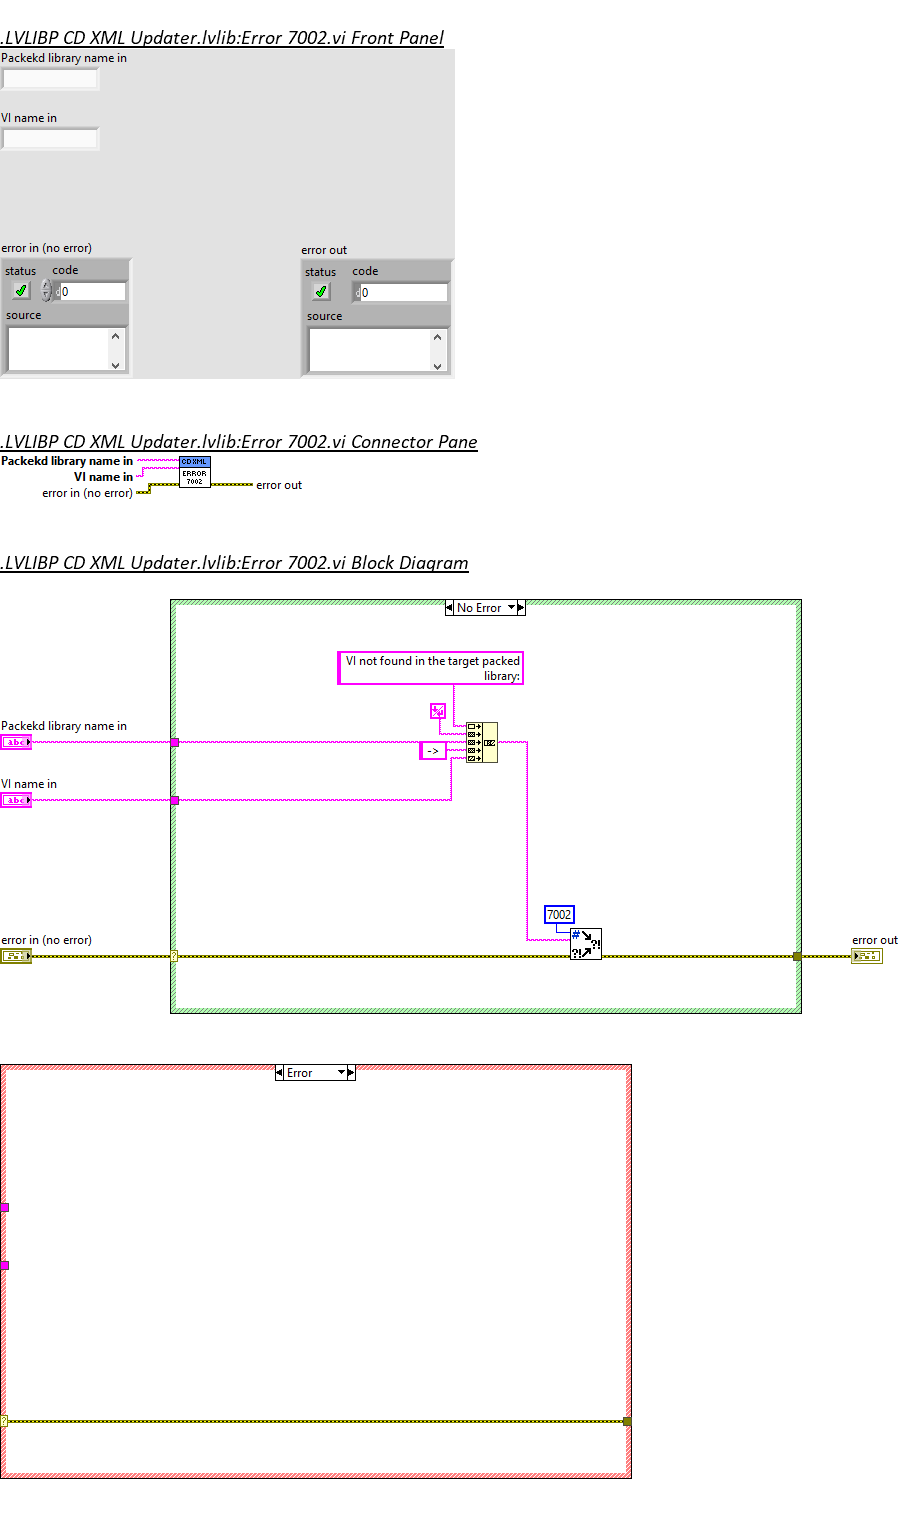 .LVLIBP CD XML Updater.lvlib:Error 7002.vi Front Panel
Packekd library name in
VI name in
error in (no error)
status code
0
source
error out
status code
0
source
.LVLIBP CD XML Updater.lvlib:Error 7002.vi Connector Pane
Packekd library name in
VI name in
error in (no error)
CD XML
ERROR
7002
error out
.LVLIBP CD XML Updater.lvlib:Error 7002.vi Block Diagram
No Error
VI not found in the target packed
library:
Packekd library name in
abc
->
VI name in
abc
7002
#
?!
?!
error in (no error)
?
error out
Error
?